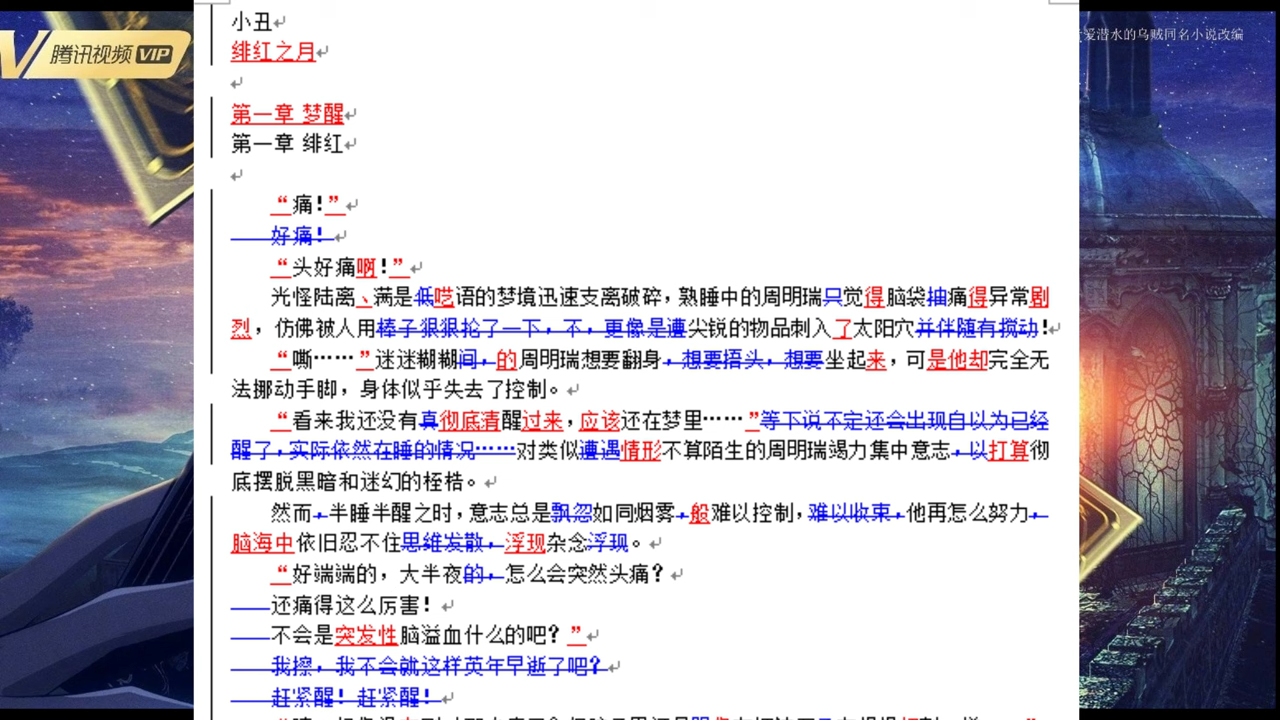 腾讯视频 VIP
爱潜水的乌贼同名小说改编
小丑
绯红之月
第一章 梦醒
第一章 绯红
“痛!”
好痛!
“头好痛啊!”
光怪陆离、满是低呓语的梦境迅速支离破碎，熟睡中的周明瑞只觉得脑袋抽痛得异常剧
烈，仿佛被人用棒子狠狠抡了一下，不，更像是遭尖锐的物品刺入了太阳穴并伴随有搅动!
“嘶……”迷迷糊糊间，的周明瑞想要翻身，想要捂头，想要坐起来，可是他却完全无
法挪动手脚，身体似乎失去了控制。
“看来我还没有真彻底清醒过来，应该还在梦里……”等下说不定还会出现自以为已经
醒了，实际依然在睡的情况……对类似遭遇情形不算陌生的周明瑞竭力集中意志，以打算彻
底摆脱黑暗和迷幻的桎梏。
然而，半睡半醒之时，意志总是飘忽如同烟雾，般难以控制，难以收束，他再怎么努力，
脑海中依旧忍不住思维发散，浮现杂念浮现。
“好端端的，大半夜的，怎么会突然头痛？
还痛得这么厉害！
不会是突发性脑溢血什么的吧？”
我擦，我不会就这样英年早逝了吧？
赶紧醒！赶紧醒！